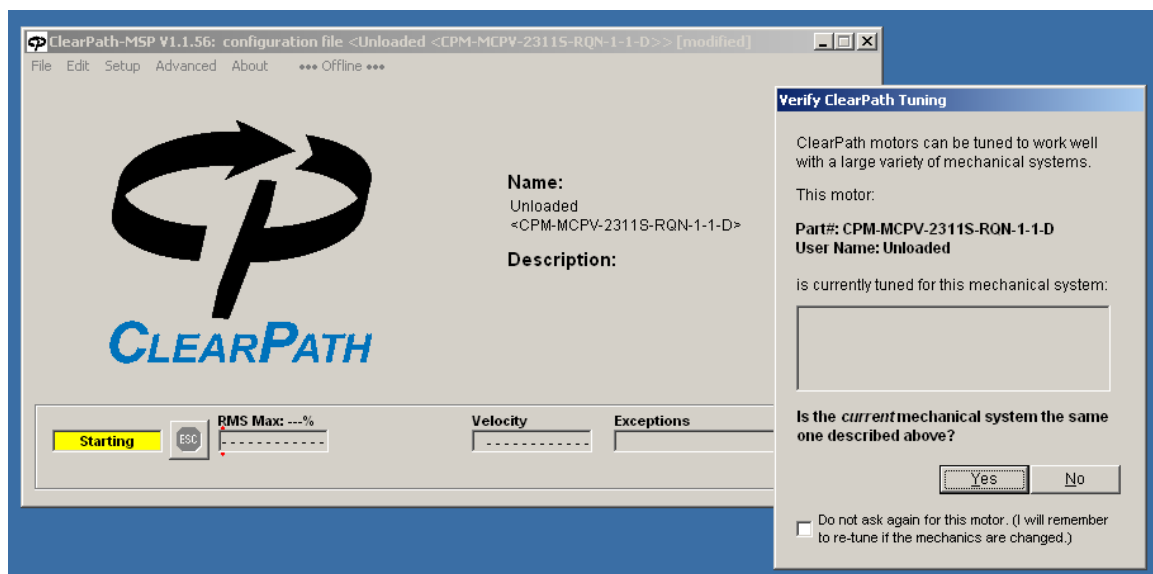 ClearPath-MSP V1.1.56: configuration file <Unloaded <CPM-MCPV-2311S-RQN-1-1-D>> [modified]
File Edit Setup Advanced About ••• Offline •••
CLEARPATH
Name:
Unloaded
<CPM-MCPV-2311S-RQN-1-1-D>
Description:
Starting
ESC
RMS Max: ---%
- - - - - - - - - - - -
Velocity
- - - - - - - - - - - -
Exceptions
Verify ClearPath Tuning
ClearPath motors can be tuned to work well
with a large variety of mechanical systems.
This motor:
Part#: CPM-MCPV-2311S-RQN-1-1-D
User Name: Unloaded
is currently tuned for this mechanical system:
Is the current mechanical system the same
one described above?
Yes No
Do not ask again for this motor. (I will remember
to re-tune if the mechanics are changed.)